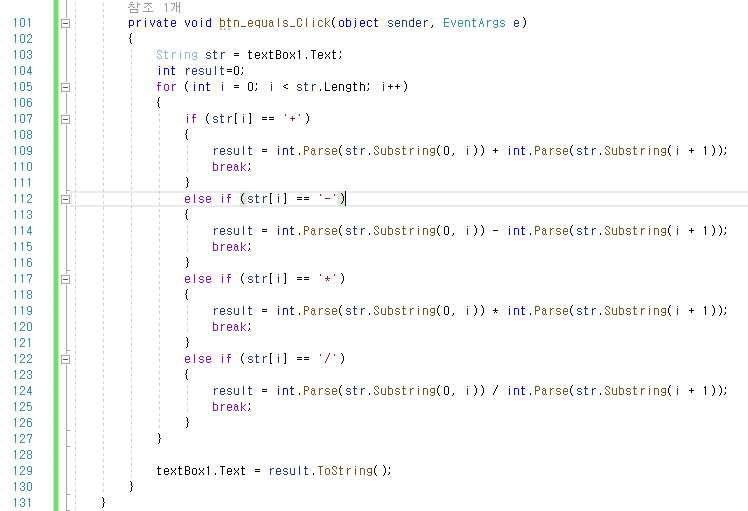 참조 1개
101 private void btn_equals_Click(object sender, EventArgs e)
102 {
103 String str = textBox1.Text;
104 int result=0;
105 for (int i = 0; i < str.Length; i++)
106 {
107 if (str[i] == '+')
108 {
109 result = int.Parse(str.Substring(0, i)) + int.Parse(str.Substring(i + 1));
110 break;
111 }
112 else if (str[i] == '-')
113 {
114 result = int.Parse(str.Substring(0, i)) - int.Parse(str.Substring(i + 1));
115 break;
116 }
117 else if (str[i] == '*')
118 {
119 result = int.Parse(str.Substring(0, i)) * int.Parse(str.Substring(i + 1));
120 break;
121 }
122 else if (str[i] == '/')
123 {
124 result = int.Parse(str.Substring(0, i)) / int.Parse(str.Substring(i + 1));
125 break;
126 }
127 }
128
129 textBox1.Text = result.ToString();
130 }
131 }